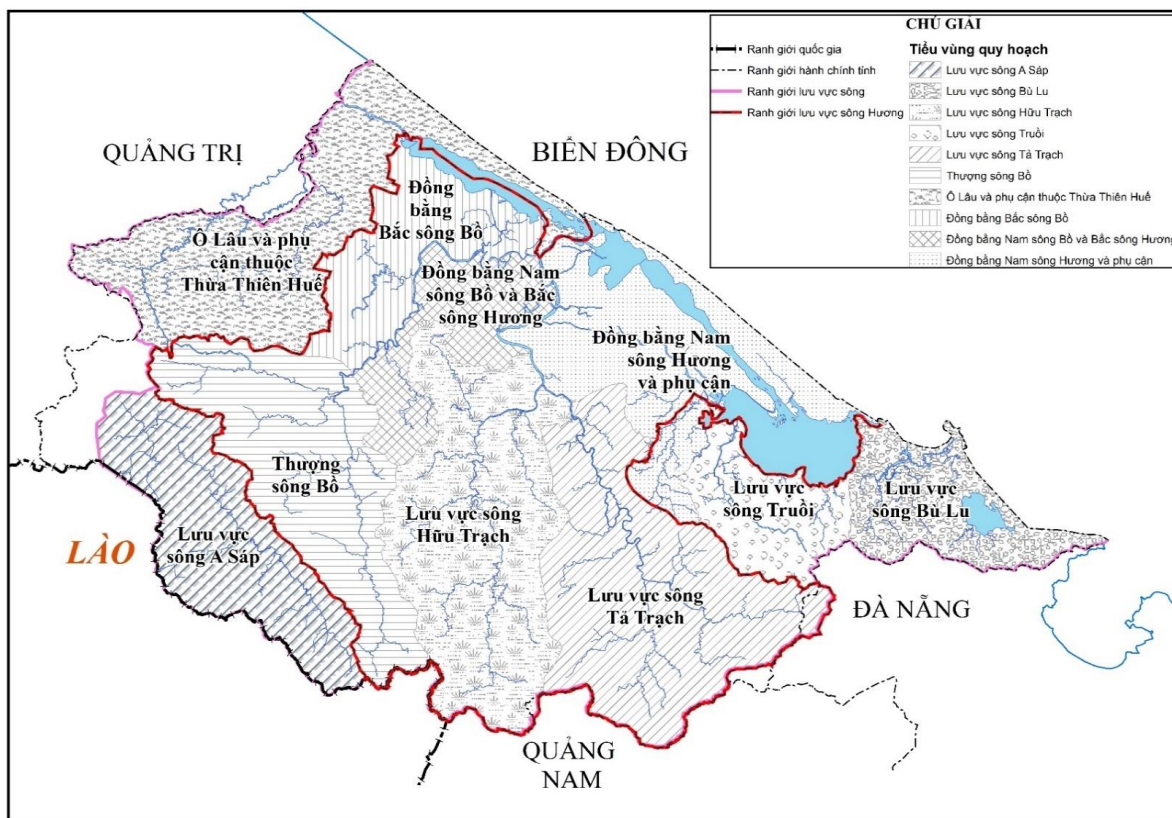 CHÚ GIẢI
Ranh giới quốc gia
Ranh giới hành chính tỉnh
Ranh giới lưu vực sông
Ranh giới lưu vực sông Hương
Tiểu vùng quy hoạch
Lưu vực sông A Sáp
Lưu vực sông Bù Lu
Lưu vực sông Hữu Trạch
Lưu vực sông Truồi
Lưu vực sông Tả Trạch
Thượng sông Bồ
Ô Lâu và phụ cận thuộc Thừa Thiên Huế
Đồng bằng Bắc sông Bồ
Đồng bằng Nam sông Bồ và Bắc sông Hương
Đồng bằng Nam sông Hương và phụ cận
QUẢNG TRỊ
BIỂN ĐÔNG
Đồng
bằng
Bắc sông Bồ
Ô Lâu và phụ
cận thuộc
Thừa Thiên Huế
Đồng bằng Nam
sông Bồ và Bắc
sông Hương
Đồng bằng Nam
sông Hương
và phụ cận
Thượng
sông Bồ
Lưu vực sông
Hữu Trạch
Lưu vực
sông Truồi
Lưu vực
sông Bù Lu
LÀO
Lưu vực
sông A Sáp
Lưu vực sông
Tả Trạch
ĐÀ NẴNG
QUẢNG
NAM